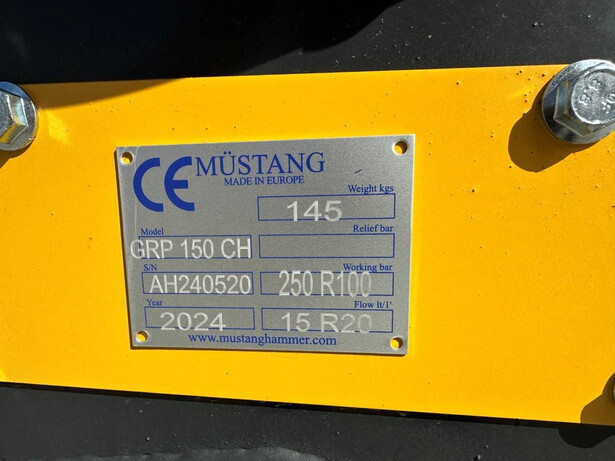 CE MÜSTANG
MADE IN EUROPE
Weight kgs
145
Model
Relief bar
GRP 150 CH
S/N
Working bar
AH240520
250 R100
Year
Flow lt/1'
2024
15 R20
www.mustanghammer.com